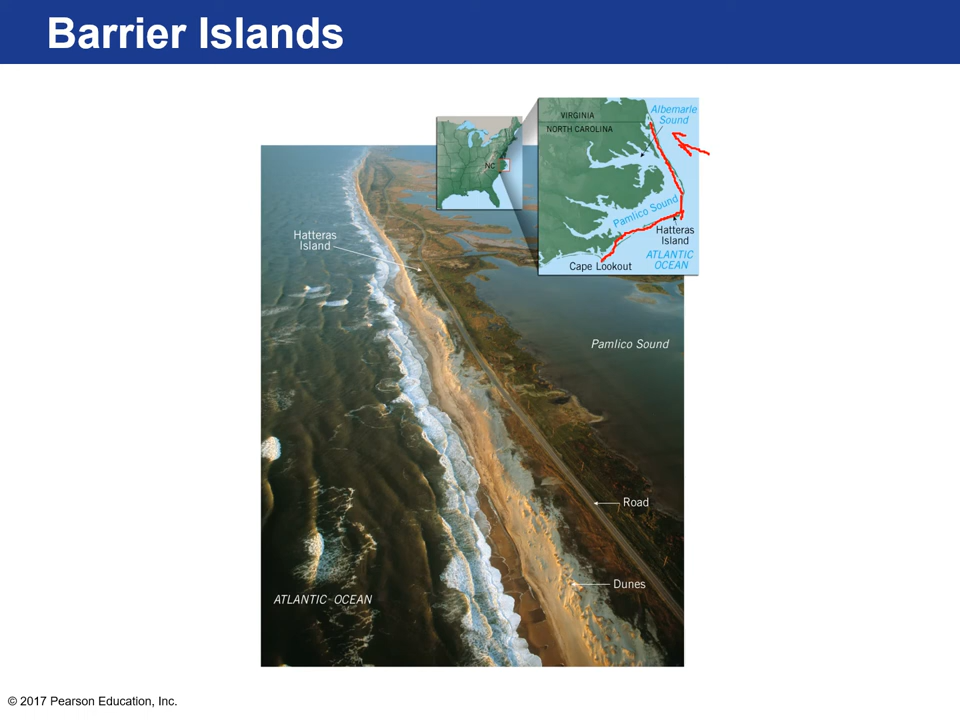 Barrier Islands
VIRGINIA
NORTH CAROLINA
Albemarle
Sound
NC
Pamlico Sound
Hatteras
Island
ATLANTIC
OCEAN
Cape Lookout
Hatteras
Island
Pamlico Sound
Road
Dunes
ATLANTIC OCEAN
© 2017 Pearson Education, Inc.